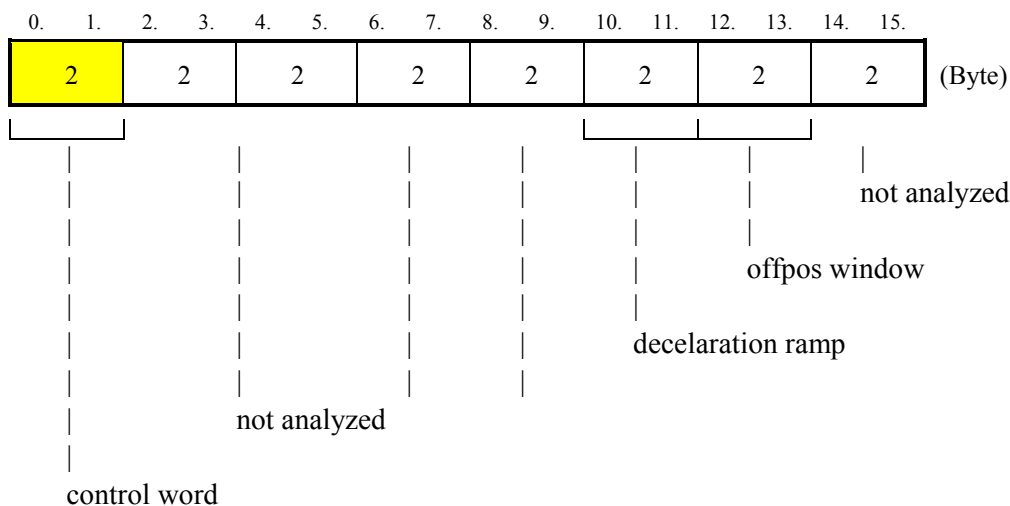 0. 1. 2. 3. 4. 5. 6. 7. 8. 9. 10. 11. 12. 13. 14. 15.
2 2 2 2 2 2 2 2 (Byte)
not analyzed
offpos window
decelaration ramp
not analyzed
control word